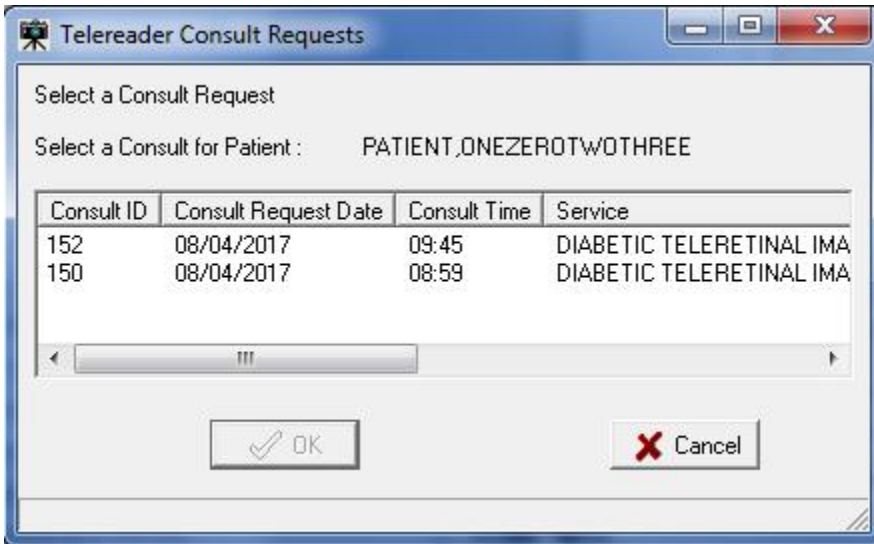 Telereader Consult Requests
Select a Consult Request
Select a Consult for Patient : PATIENT,ONEZEROTWOTHREE
Consult ID Consult Request Date Consult Time Service
152 08/04/2017 09:45 DIABETIC TELERETINAL IMA
150 08/04/2017 08:59 DIABETIC TELERETINAL IMA
OK Cancel